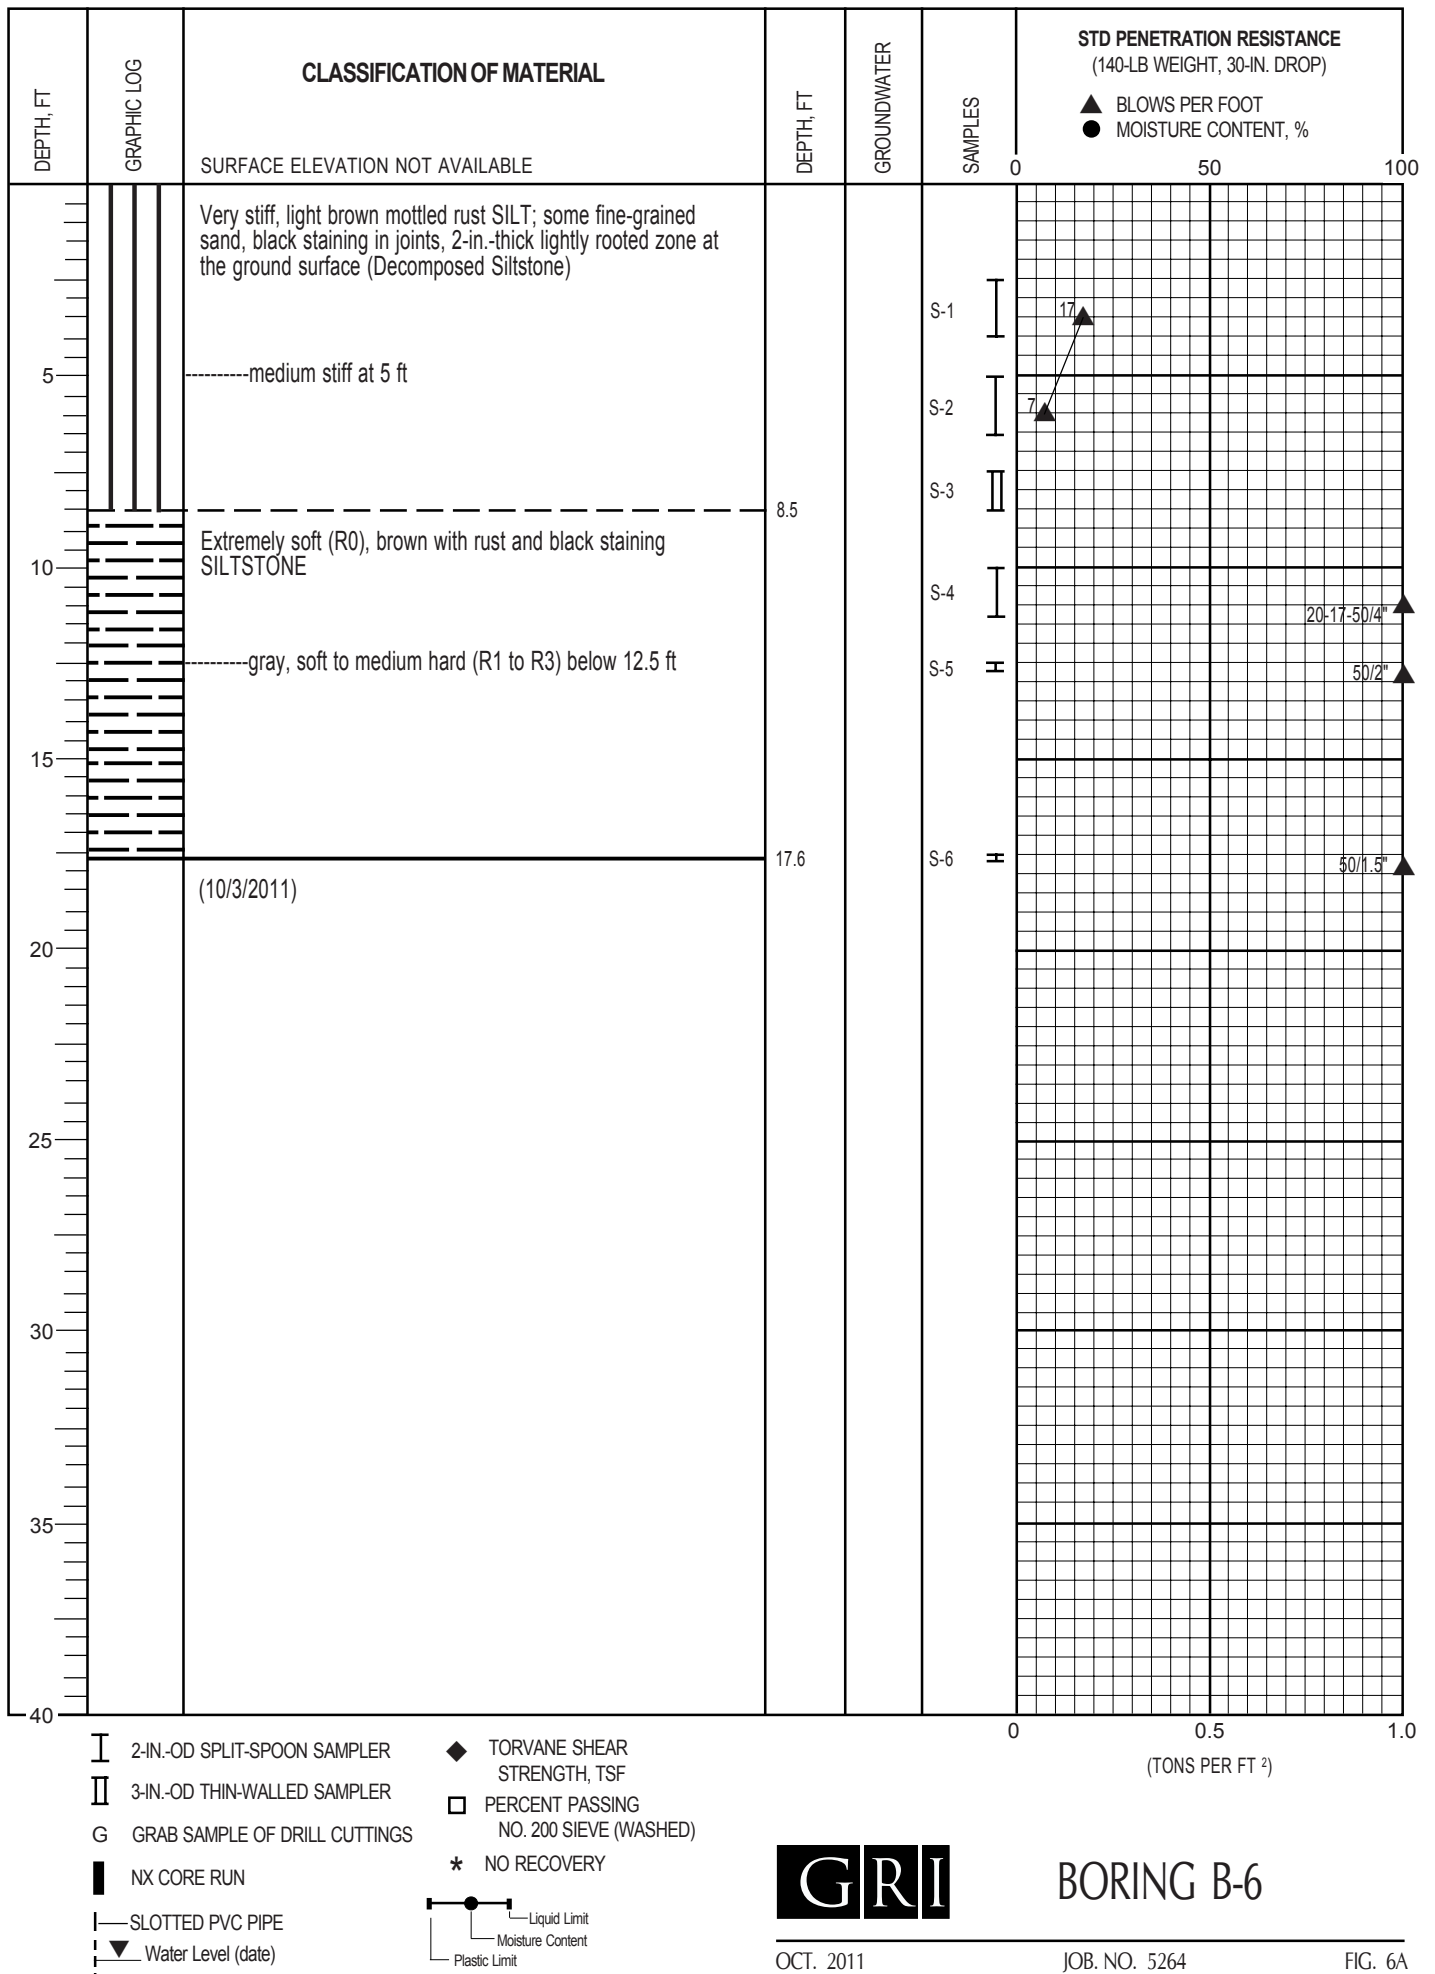 DEPTH, FT
GRAPHIC LOG
CLASSIFICATION OF MATERIAL
SURFACE ELEVATION NOT AVAILABLE
DEPTH, FT
GROUNDWATER
SAMPLES
STD PENETRATION RESISTANCE
(140-LB WEIGHT, 30-IN. DROP)
▲ BLOWS PER FOOT
● MOISTURE CONTENT, %
0 50 100
Very stiff, light brown mottled rust SILT; some fine-grained
sand, black staining in joints, 2-in.-thick lightly rooted zone at
the ground surface (Decomposed Siltstone)
S-1
17
5
----------medium stiff at 5 ft
S-2
7
S-3
8.5
Extremely soft (R0), brown with rust and black staining
SILTSTONE
10
S-4
20-17-50/4"
----------gray, soft to medium hard (R1 to R3) below 12.5 ft
S-5
50/2"
15
17.6
S-6
50/1.5"
(10/3/2011)
20
25
30
35
40
0 0.5 1.0
(TONS PER FT ²)
2-IN.-OD SPLIT-SPOON SAMPLER
3-IN.-OD THIN-WALLED SAMPLER
G GRAB SAMPLE OF DRILL CUTTINGS
NX CORE RUN
SLOTTED PVC PIPE
Water Level (date)
TORVANE SHEAR
STRENGTH, TSF
PERCENT PASSING
NO. 200 SIEVE (WASHED)
* NO RECOVERY
Liquid Limit
Moisture Content
Plastic Limit
GRI
BORING B-6
OCT. 2011 JOB. NO. 5264 FIG. 6A